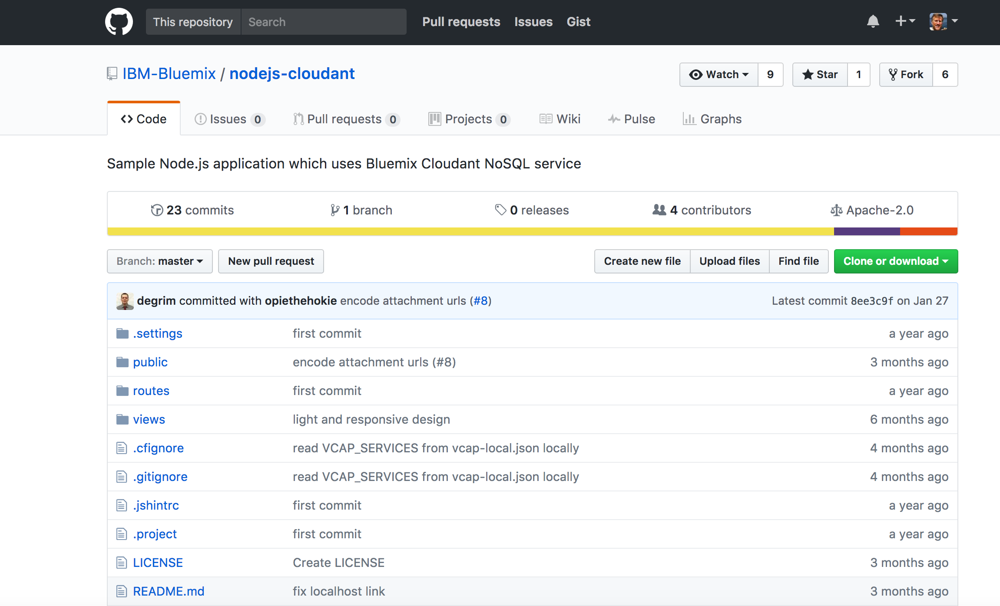 This repository Search Pull requests Issues Gist
IBM-Bluemix / nodejs-cloudant Watch 9 Star 1 Fork 6
Code Issues 0 Pull requests 0 Projects 0 Wiki Pulse Graphs
Sample Node.js application which uses Bluemix Cloudant NoSQL service
23 commits 1 branch 0 releases 4 contributors Apache-2.0
Branch: master New pull request Create new file Upload files Find file Clone or download
degrim committed with opiethehokie encode attachment urls (#8) Latest commit 8ee3c9f on Jan 27
.settings first commit a year ago
public encode attachment urls (#8) 3 months ago
routes first commit a year ago
views light and responsive design 6 months ago
.cfignore read VCAP_SERVICES from vcap-local.json locally 4 months ago
.gitignore read VCAP_SERVICES from vcap-local.json locally 4 months ago
.jshintrc first commit a year ago
.project first commit a year ago
LICENSE Create LICENSE 3 months ago
README.md fix localhost link 3 months ago